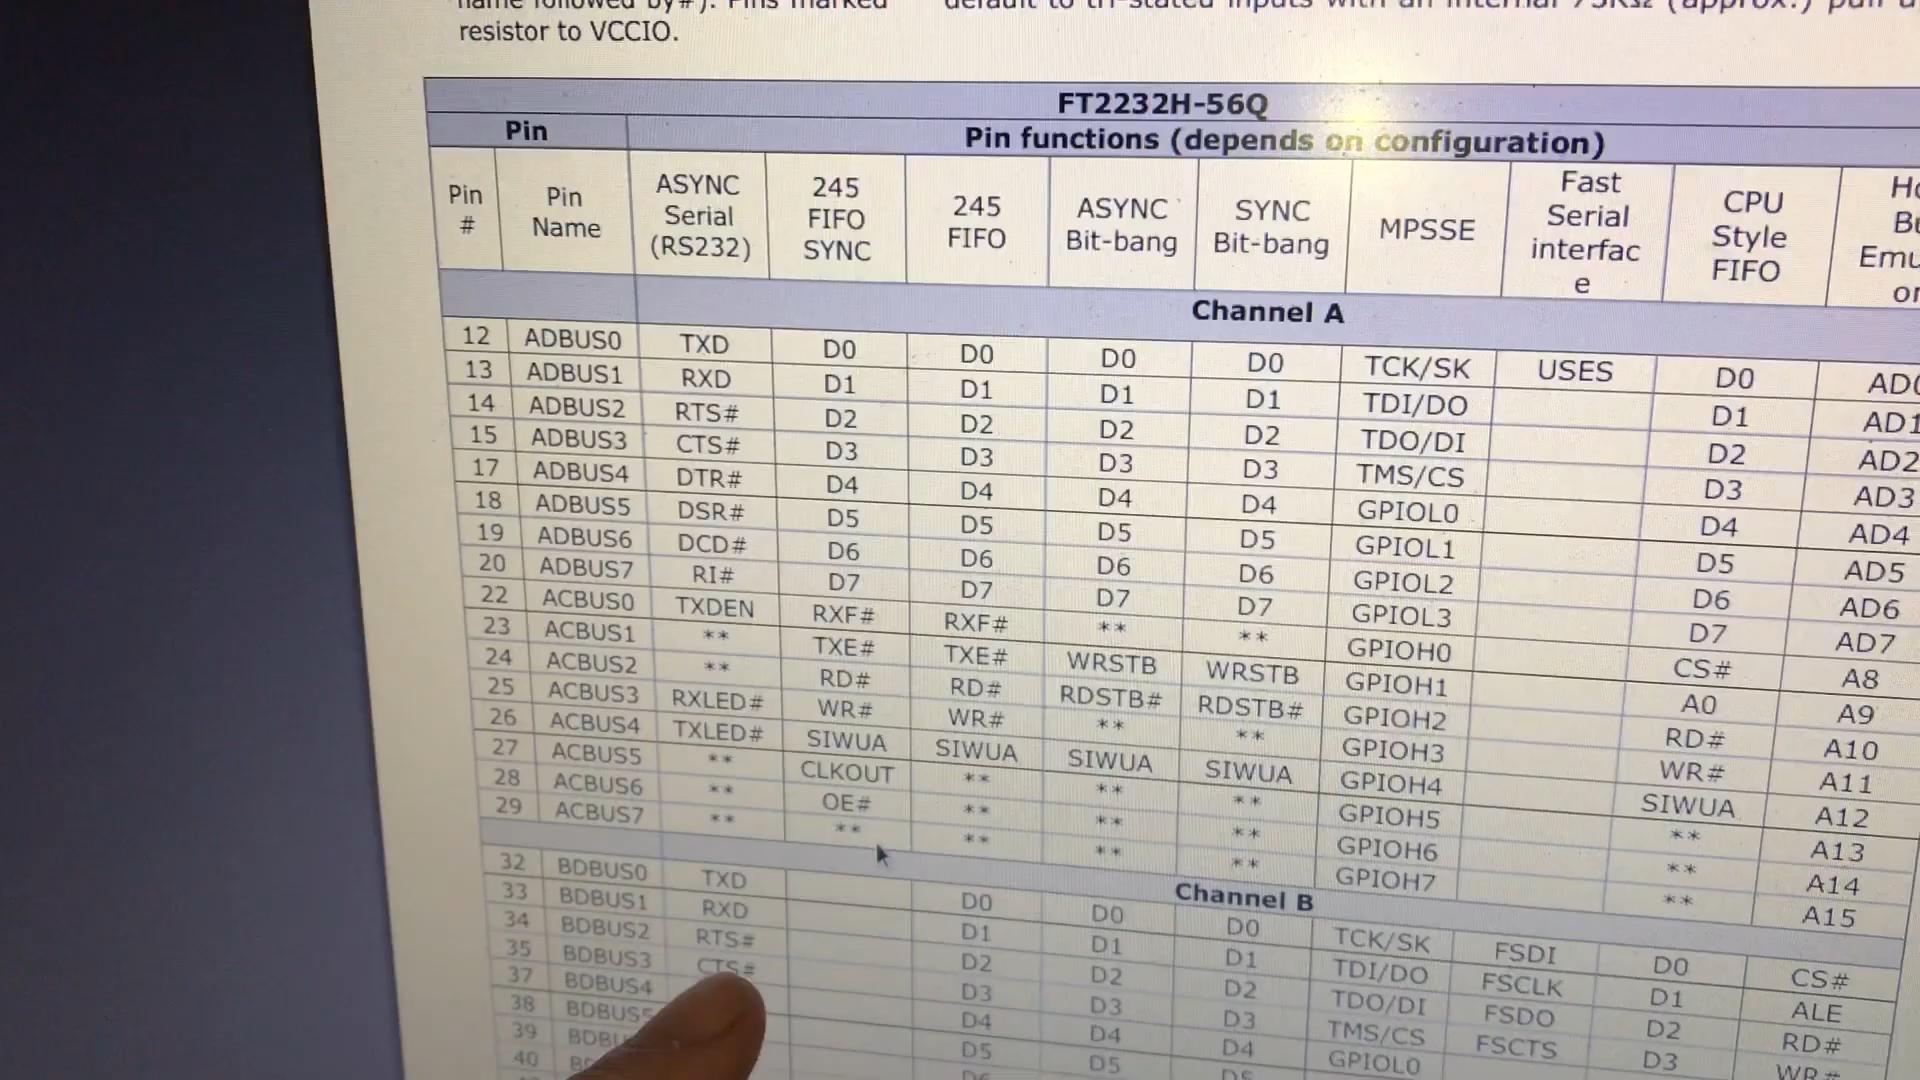 resistor to VCCIO.
FT2232H-56Q
Pin Pin functions (depends on configuration)
Pin # Pin Name ASYNC Serial (RS232) 245 FIFO SYNC 245 FIFO ASYNC Bit-bang SYNC Bit-bang MPSSE Fast Serial interfac e CPU Style FIFO
Channel A
12 ADBUS0 TXD D0 D0 D0 D0 TCK/SK USES D0 AD0
13 ADBUS1 RXD D1 D1 D1 D1 TDI/DO D1 AD1
14 ADBUS2 RTS# D2 D2 D2 D2 TDO/DI D2 AD2
15 ADBUS3 CTS# D3 D3 D3 D3 TMS/CS D3 AD3
17 ADBUS4 DTR# D4 D4 D4 D4 GPIOL0 D4 AD4
18 ADBUS5 DSR# D5 D5 D5 D5 GPIOL1 D5 AD5
19 ADBUS6 DCD# D6 D6 D6 D6 GPIOL2 D6 AD6
20 ADBUS7 RI# D7 D7 D7 D7 GPIOL3 D7 AD7
22 ACBUS0 TXDEN RXF# RXF# ** ** GPIOH0 CS# A8
23 ACBUS1 ** TXE# TXE# WRSTB WRSTB GPIOH1 A0 A9
24 ACBUS2 ** RD# RD# RDSTB# RDSTB# GPIOH2 RD# A10
25 ACBUS3 RXLED# WR# WR# ** ** GPIOH3 WR# A11
26 ACBUS4 TXLED# SIWUA SIWUA SIWUA SIWUA GPIOH4 SIWUA A12
27 ACBUS5 ** CLKOUT ** ** ** GPIOH5 ** A13
28 ACBUS6 ** OE# ** ** ** GPIOH6 ** A14
29 ACBUS7 ** ** ** ** ** GPIOH7 ** A15
Channel B
32 BDBUS0 TXD D0 D0 D0 TCK/SK FSDI D0 CS#
33 BDBUS1 RXD D1 D1 D1 TDI/DO FSCLK D1 ALE
34 BDBUS2 RTS# D2 D2 D2 TDO/DI FSDO D2 RD#
35 BDBUS3 CTS# D3 D3 D3 TMS/CS FSCTS D3 WR#
37 BDBUS4 D4 D4 D4 GPIOL0
38 BDBUS5 D5 D5
39
40